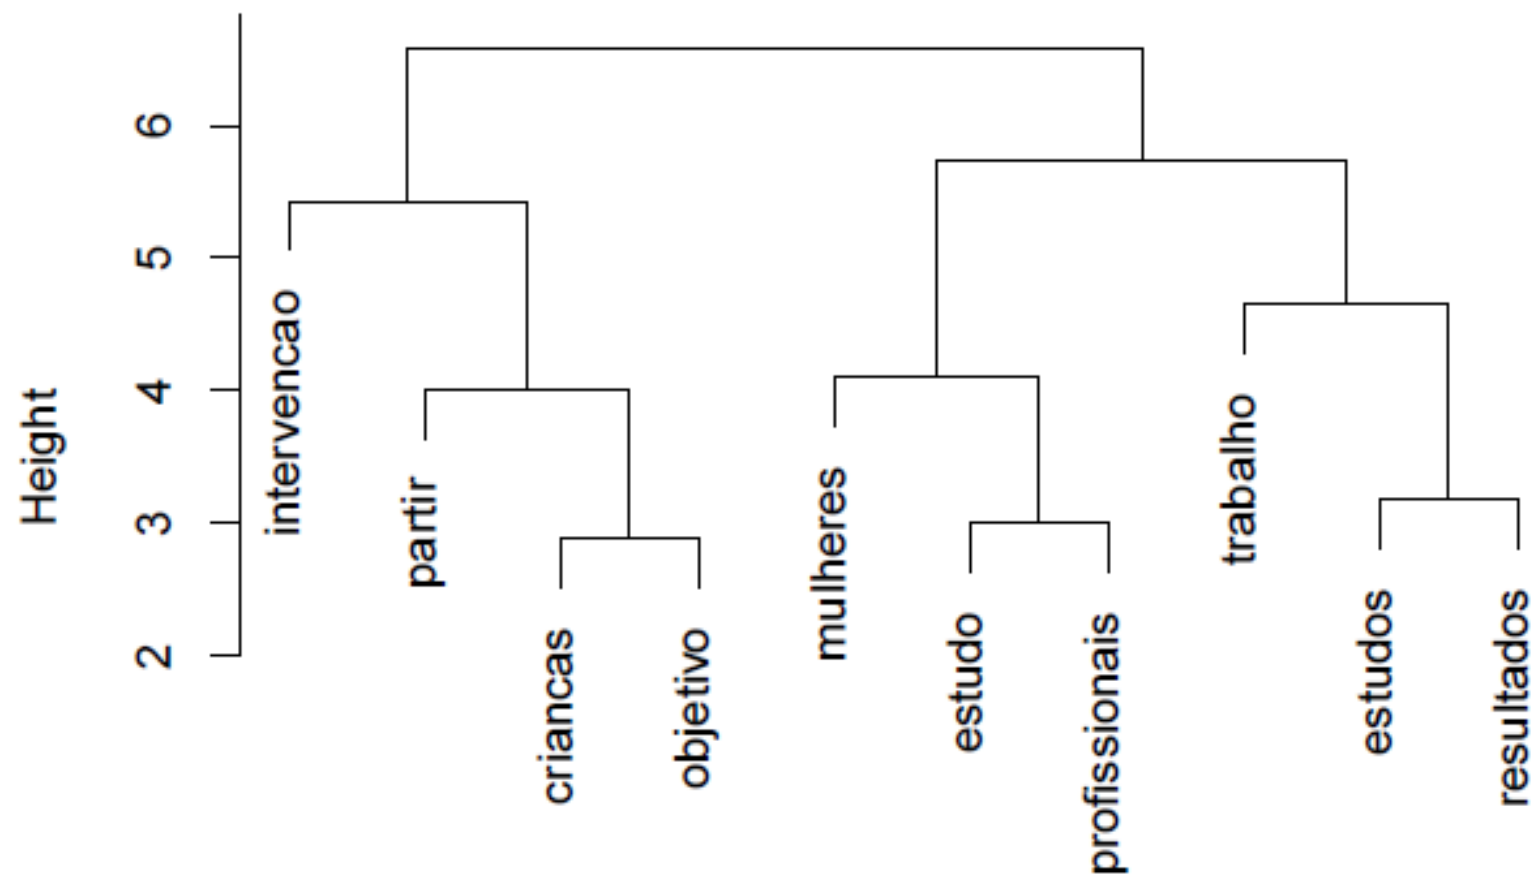 Height
6
5
4
3
2
intervencao
partir
criancas
objetivo
mulheres
estudo
profissionais
trabalho
estudos
resultados